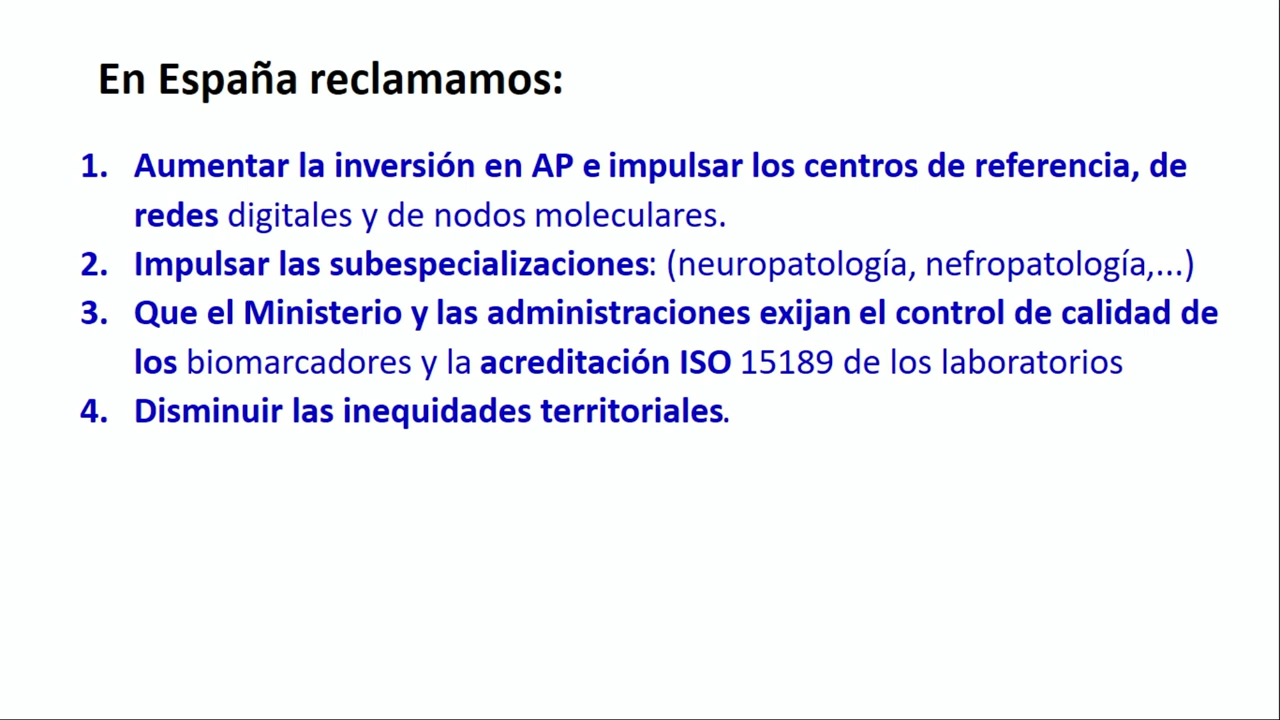 En España reclamamos:
1. Aumentar la inversión en AP e impulsar los centros de referencia, de
redes digitales y de nodos moleculares.
2. Impulsar las subespecializaciones: (neuropatología, nefropatología,...)
3. Que el Ministerio y las administraciones exijan el control de calidad de
los biomarcadores y la acreditación ISO 15189 de los laboratorios
4. Disminuir las inequidades territoriales.